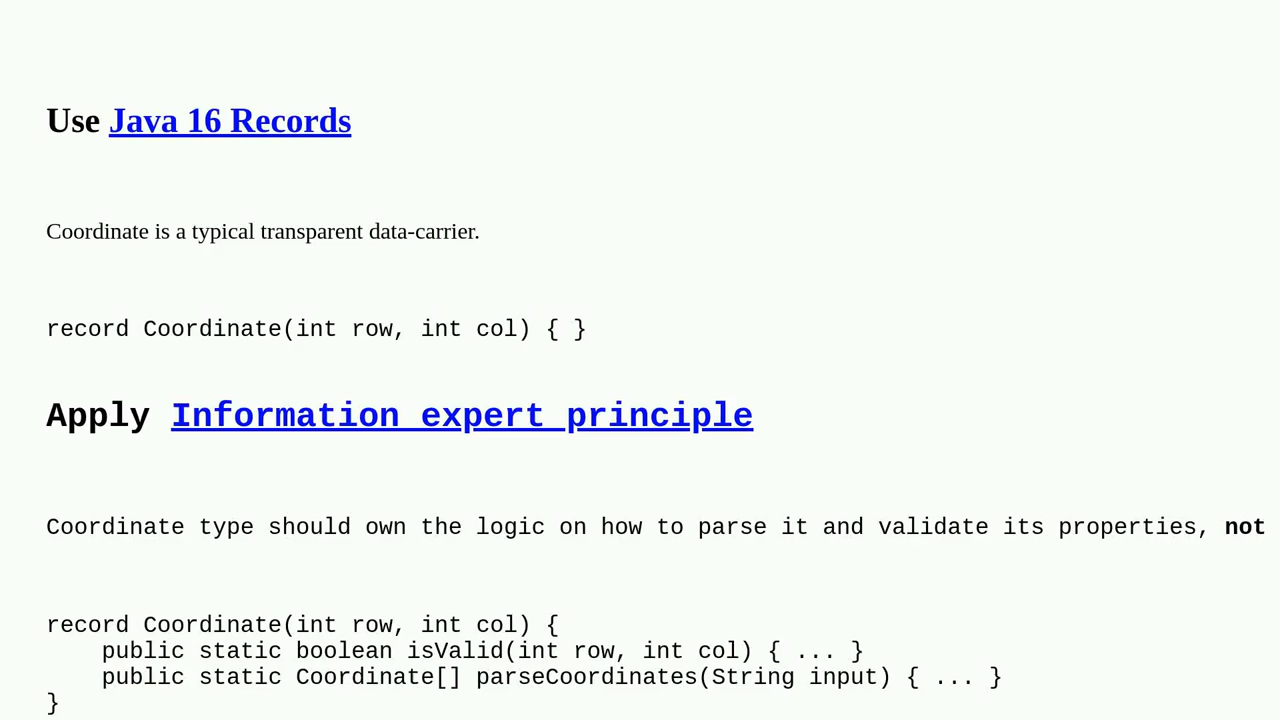 Use Java 16 Records
Coordinate is a typical transparent data-carrier.
record Coordinate(int row, int col) { }
Apply Information expert principle
Coordinate type should own the logic on how to parse it and validate its properties, not
record Coordinate(int row, int col) {
    public static boolean isValid(int row, int col) { ... }
    public static Coordinate[] parseCoordinates(String input) { ... }
}